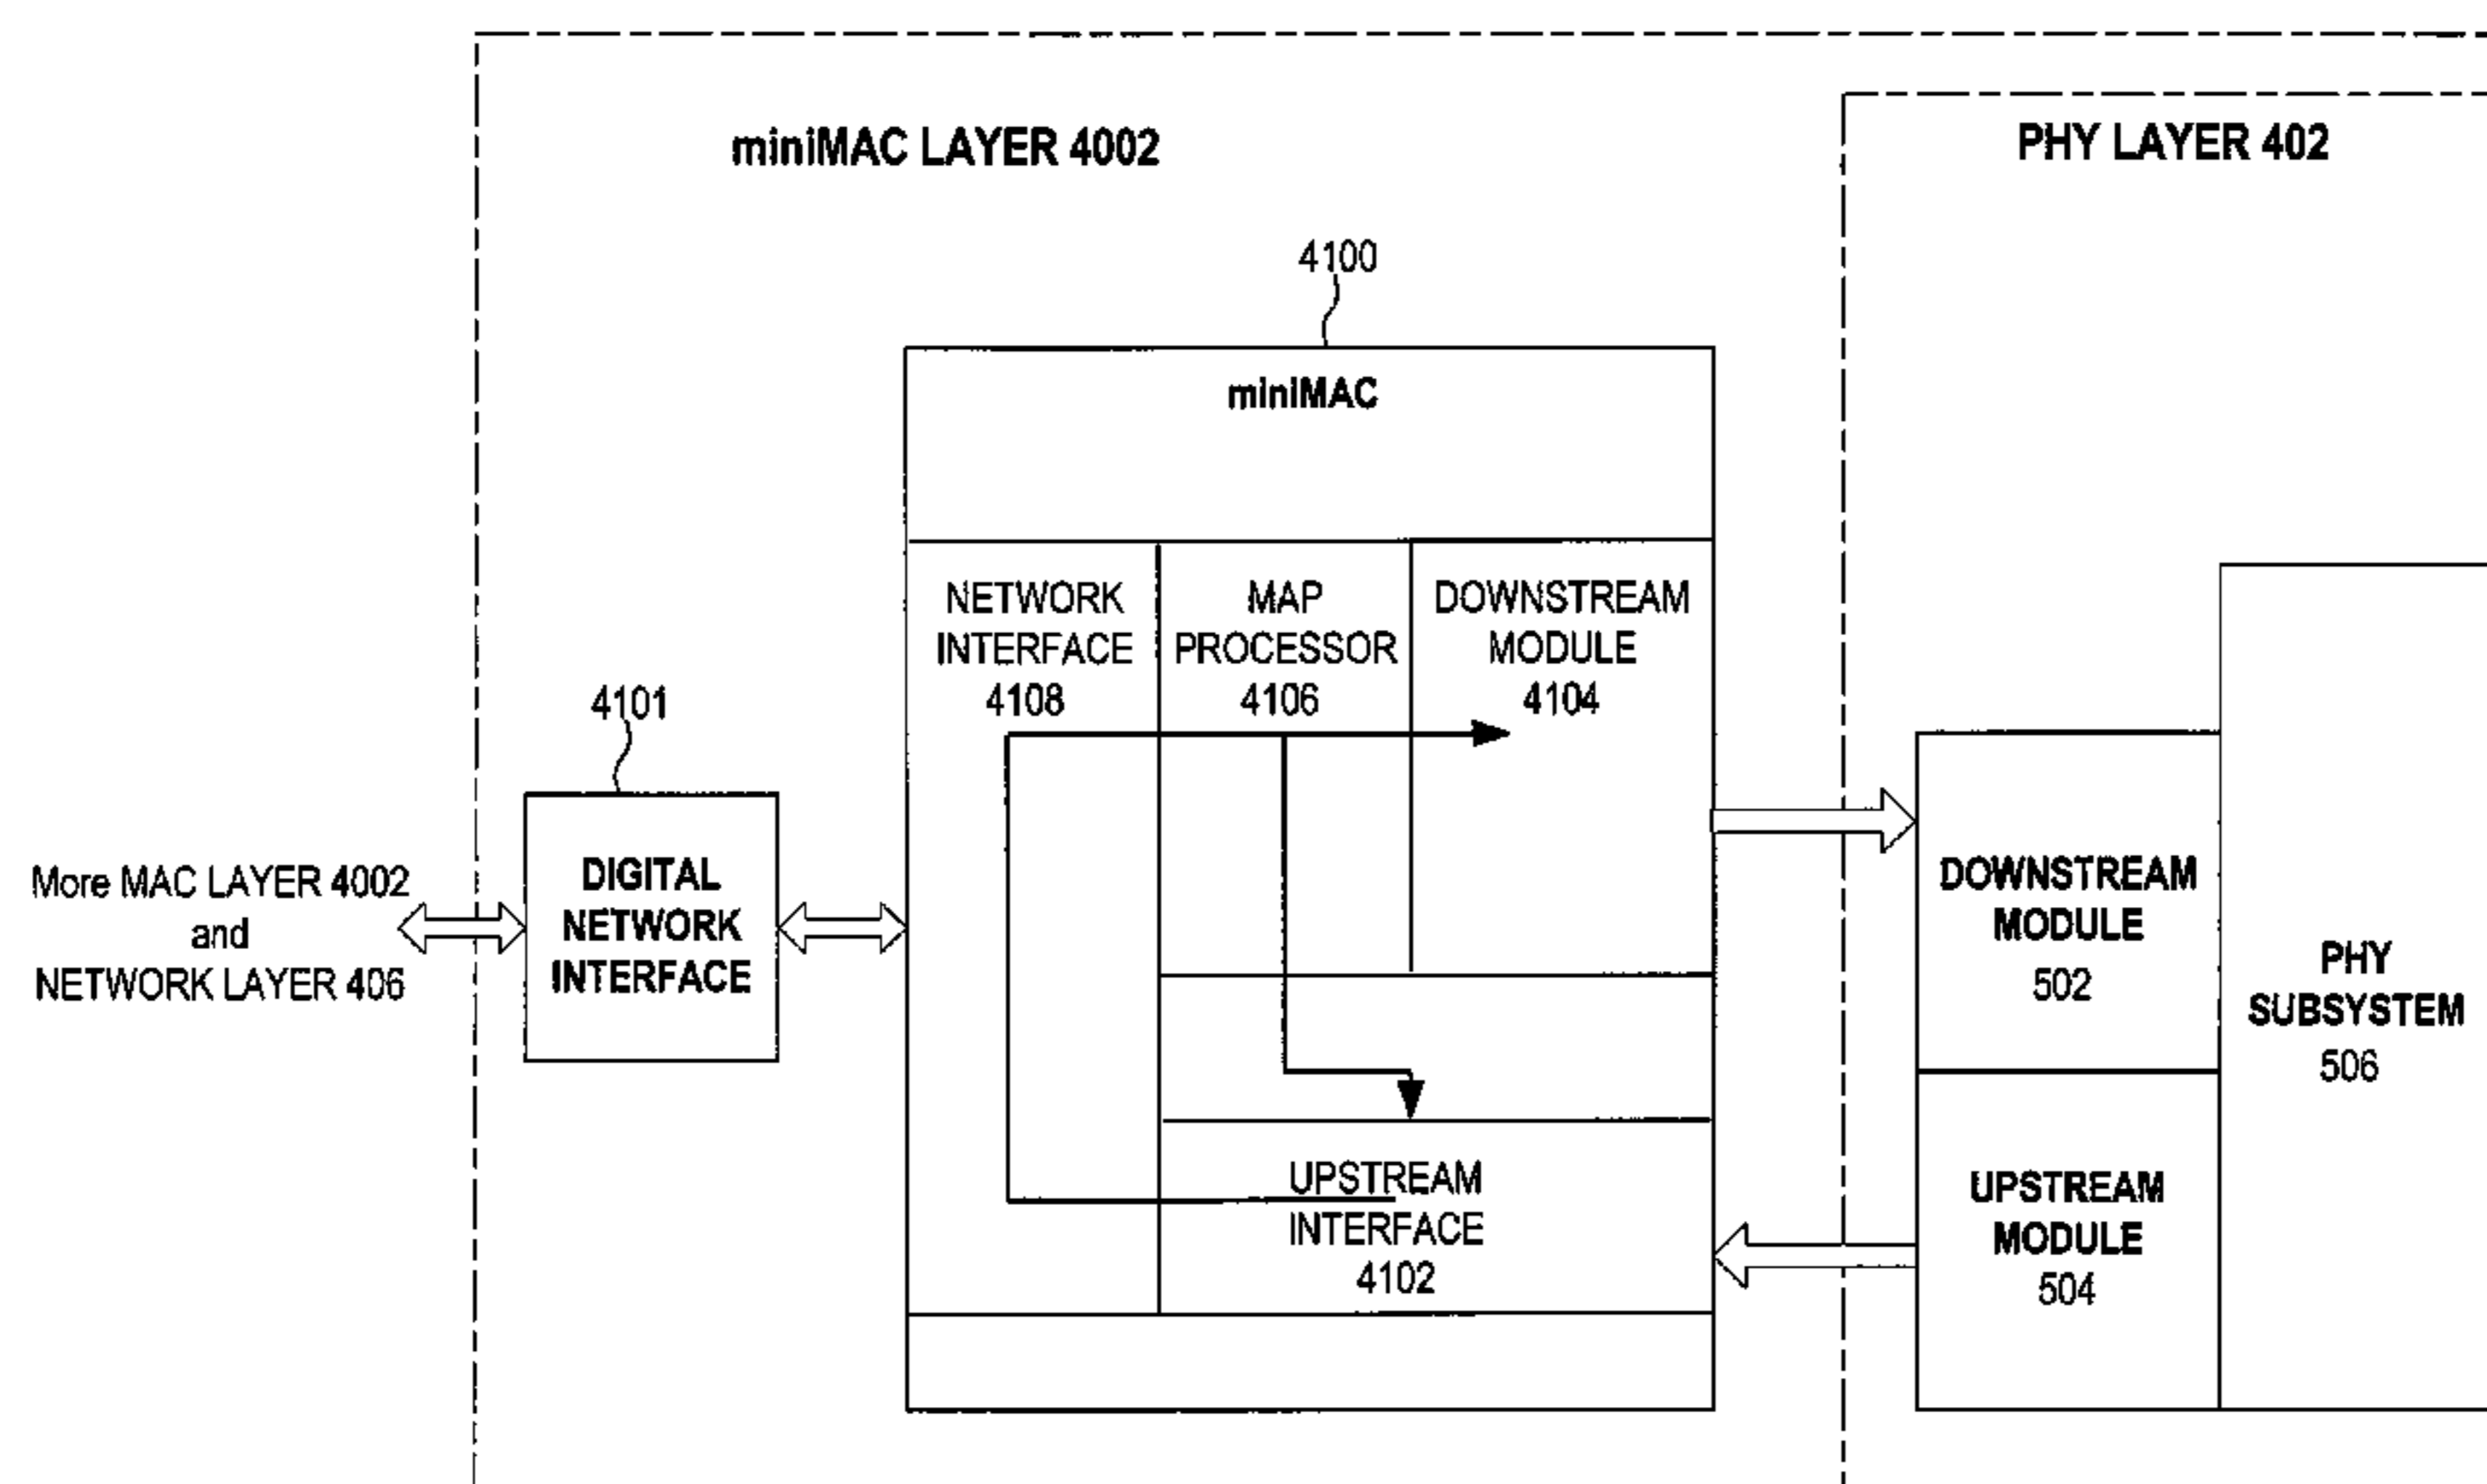 miniMAC LAYER 4002
PHY LAYER 402
4100
miniMAC
NETWORK
INTERFACE
4108
MAP
PROCESSOR
4106
DOWNSTREAM
MODULE
4104
4101
DIGITAL
NETWORK
INTERFACE
More MAC LAYER 4002
and
NETWORK LAYER 406
UPSTREAM
INTERFACE
4102
DOWNSTREAM
MODULE
502
UPSTREAM
MODULE
504
PHY
SUBSYSTEM
506